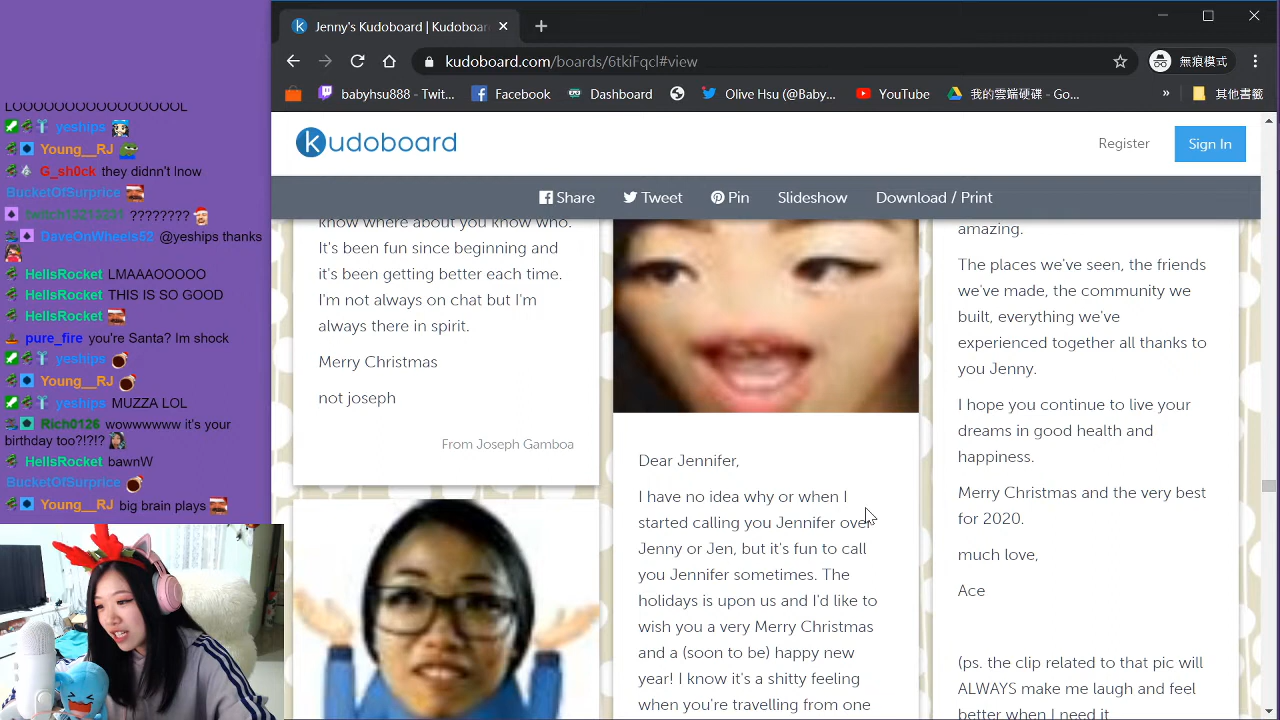 LOOOOOOOOOOOOOOOOL
yeships
Young__RJ
G_sh0ck they didnn't lnow
BucketOfSurprice
twitch13213231 ????????
DaveOnWheels52 @yeships thanks
HellsRocket LMAAAOOOOO
HellsRocket THIS IS SO GOOD
HellsRocket
pure_fire you're Santa? Im shock
yeships
Young__RJ
yeships MUZZA LOL
Rich0126 wowwwwww it's your
birthday too?!?!?
HellsRocket bawnW
BucketOfSurprice
Young__RJ big brain plays
Jenny's Kudoboard | Kudoboar
kudoboard.com/boards/6tkiFqcl#view
無痕模式
babyhsu888 - Twit...
Facebook
Dashboard
Olive Hsu (@Baby...
YouTube
我的雲端硬碟 - Go...
»
其他書籤
kudoboard
Register
Sign In
Share
Tweet
Pin
Slideshow
Download / Print
know where about you know who.
It's been fun since beginning and
it's been getting better each time.
I'm not always on chat but I'm
always there in spirit.
Merry Christmas
not joseph
From Joseph Gamboa
Dear Jennifer,
I have no idea why or when I
started calling you Jennifer over
Jenny or Jen, but it's fun to call
you Jennifer sometimes. The
holidays is upon us and I'd like to
wish you a very Merry Christmas
and a (soon to be) happy new
year! I know it's a shitty feeling
when you're travelling from one
amazing.
The places we've seen, the friends
we've made, the community we
built, everything we've
experienced together all thanks to
you Jenny.
I hope you continue to live your
dreams in good health and
happiness.
Merry Christmas and the very best
for 2020.
much love,
Ace
(ps. the clip related to that pic will
ALWAYS make me laugh and feel
better when I need it